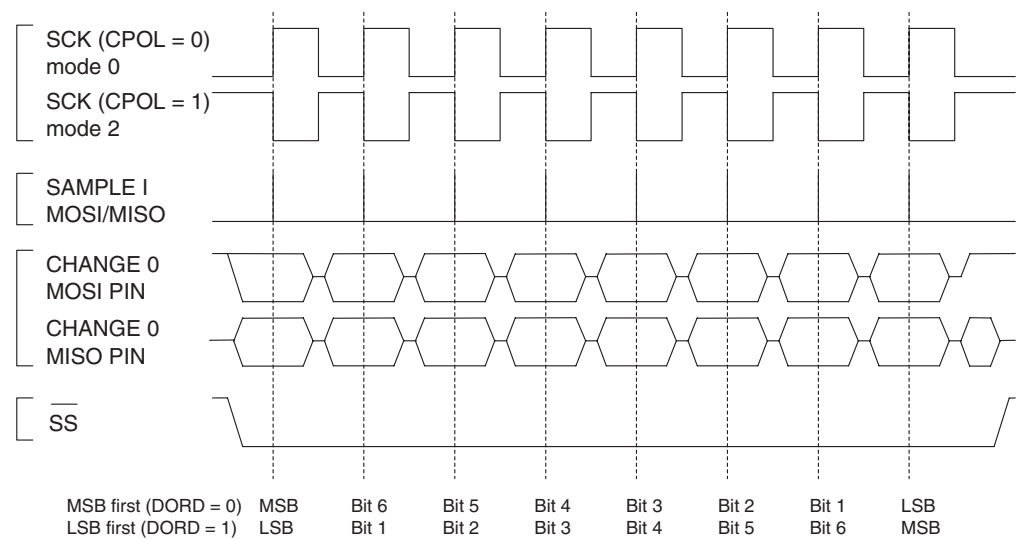 SCK (CPOL = 0)
mode 0
SCK (CPOL = 1)
mode 2
SAMPLE I
MOSI/MISO
CHANGE 0
MOSI PIN
CHANGE 0
MISO PIN
SS
MSB first (DORD = 0) MSB Bit 6 Bit 5 Bit 4 Bit 3 Bit 2 Bit 1 LSB
LSB first (DORD = 1) LSB Bit 1 Bit 2 Bit 3 Bit 4 Bit 5 Bit 6 MSB